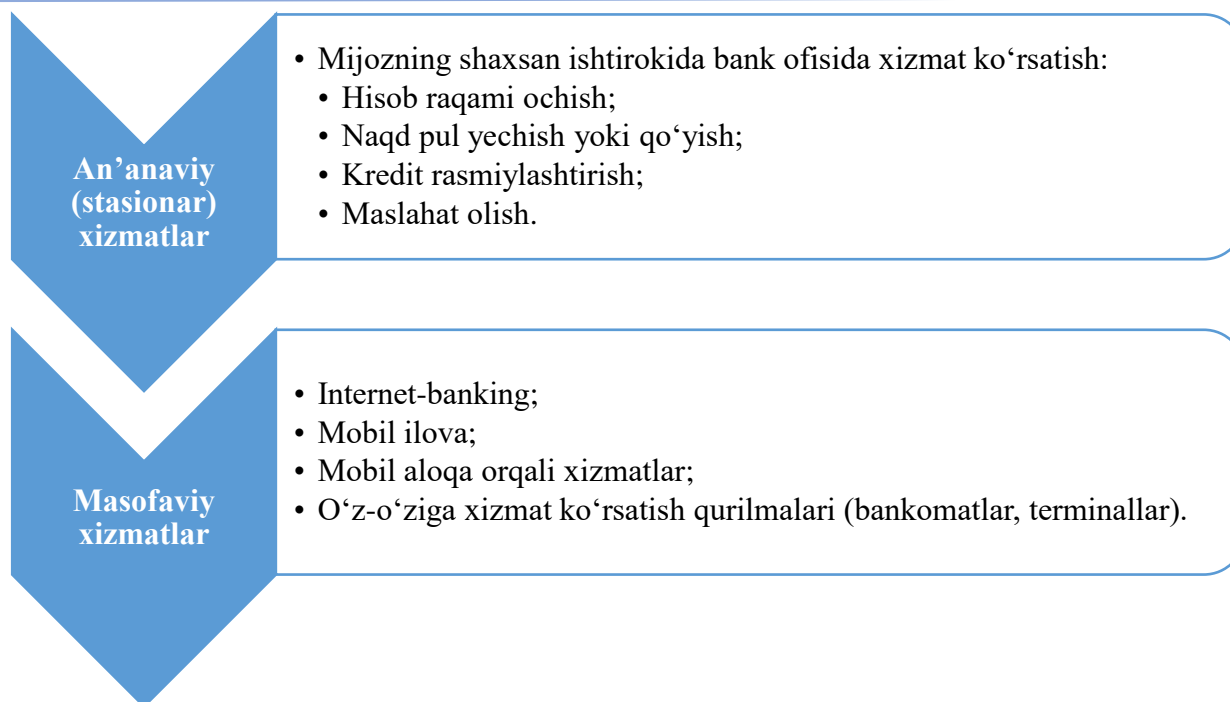 An’anaviy
(stasionar)
xizmatlar
• Mijozning shaxsan ishtirokida bank ofisida xizmat ko‘rsatish:
• Hisob raqami ochish;
• Naqd pul yechish yoki qo‘yish;
• Kredit rasmiylashtirish;
• Maslahat olish.
Masofaviy
xizmatlar
• Internet-banking;
• Mobil ilova;
• Mobil aloqa orqali xizmatlar;
• O‘z-o‘ziga xizmat ko‘rsatish qurilmalari (bankomatlar, terminallar).